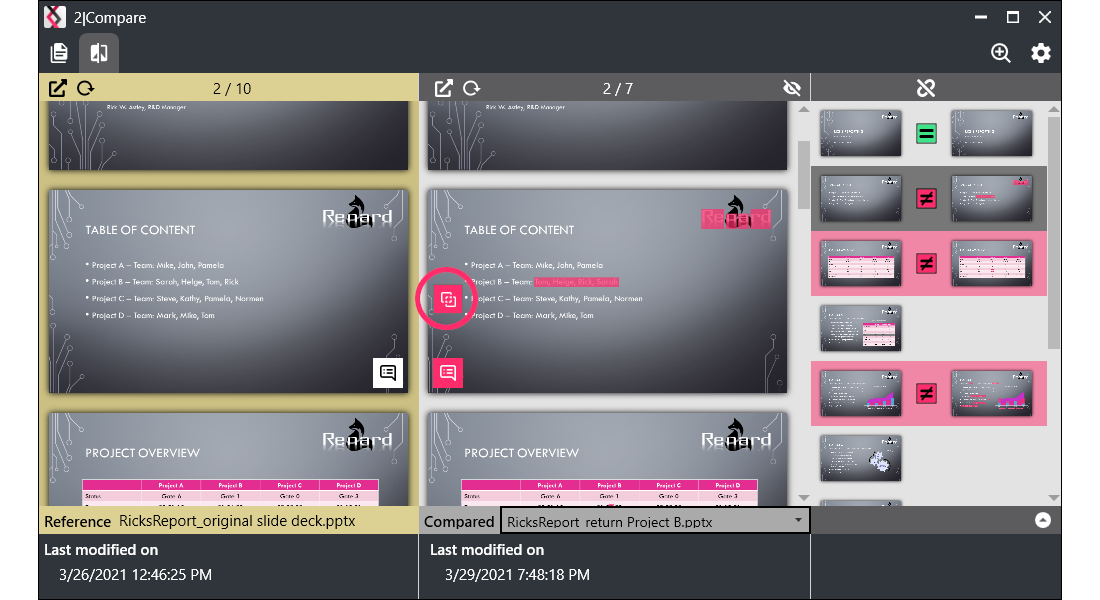 2|Compare
2 / 10
2 / 7
Rick W. Astley, R&D Manager
Rick W. Astley, R&D Manager
Renard
TABLE OF CONTENT
• Project A – Team: Mike, John, Pamela
• Project B – Team: Sarah, Helge, Tom, Rick
• Project C – Team: Steve, Kathy, Pamela, Normen
• Project D – Team: Mark, Mike, Tom
Renard
TABLE OF CONTENT
• Project A – Team: Mike, John, Pamela
• Project B – Team: Tom, Helge, Rick, Sarah
• Project C – Team: Steve, Kathy, Pamela, Normen
• Project D – Team: Mark, Mike, Tom
Renard
PROJECT OVERVIEW
Project A Project B Project C Project D
Status Gate 6 Gate 1 Gate 0 Gate 3
Renard
PROJECT OVERVIEW
Project A Project B Project C Project D
Status Gate 6 Gate 1 Gate 0 Gate 3
Reference RicksReport_original slide deck.pptx
Compared RicksReport_return Project B.pptx
Last modified on
3/26/2021 12:46:25 PM
Last modified on
3/29/2021 7:48:18 PM